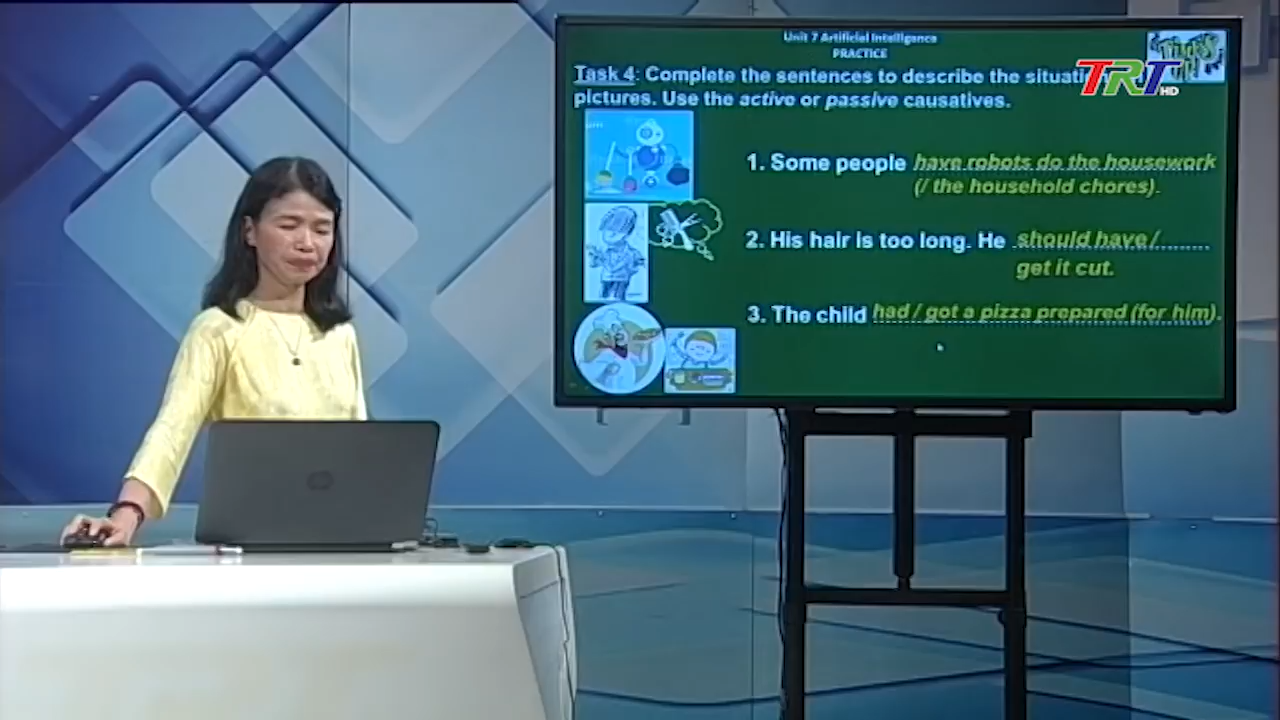 Unit 7 Artificial Intelligence
PRACTICE
Task 4: Complete the sentences to describe the
pictures. Use the active or passive causatives.
TRT HD
1. Some people have robots do the housework
(/ the household chores).
2. His hair is too long. He should have /
get it cut.
3. The child had / got a pizza prepared (for him).